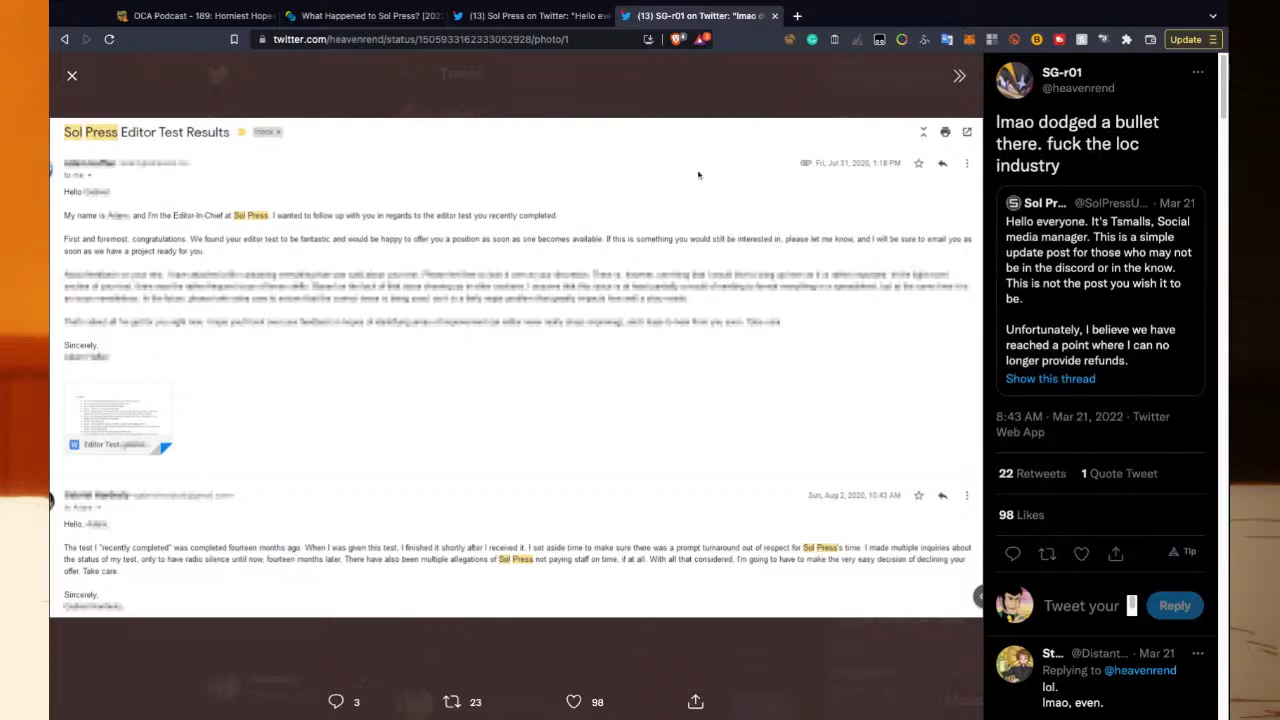 OCA Podcast - 189: Horniest Hope
What Happened to Sol Press? [202
(13) Sol Press on Twitter: "Hello eve
(13) SG-r01 on Twitter: "lmao d
twitter.com/heavenrend/status/1505933162333052928/photo/1
Update
Tweet
Sol Press Editor Test Results
Inbox x
Fri, Jul 31, 2020, 1:18 PM
to me
Hello
My name is and I'm the Editor-In-Chief at Sol Press. I wanted to follow up with you in regards to the editor test you recently completed.
First and foremost, congratulations. We found your editor test to be fantastic and would be happy to offer you a position as soon as one becomes available. If this is something you would still be interested in, please let me know, and I will be sure to email you as
soon as we have a project ready for you.
Sincerely,
W Editor Test
Sun, Aug 2, 2020, 10:43 AM
Hello,
The test I "recently completed" was completed fourteen months ago. When I was given this test, I finished it shortly after I received it. I set aside time to make sure there was a prompt turnaround out of respect for Sol Press's time. I made multiple inquiries about
the status of my test, only to have radio silence until now, fourteen months later. There have also been multiple allegations of Sol Press not paying staff on time, if at all. With all that considered, I'm going to have to make the very easy decision of declining your
offer. Take care.
Sincerely,
3
23
98
SG-r01
@heavenrend
lmao dodged a bullet
there. fuck the loc
industry
Sol Pr... @SolPressU... · Mar 21
Hello everyone. It's Tsmalls, Social
media manager. This is a simple
update post for those who may not
be in the discord or in the know.
This is not the post you wish it to
be.
Unfortunately, I believe we have
reached a point where I can no
longer provide refunds.
Show this thread
8:43 AM · Mar 21, 2022 · Twitter
Web App
22 Retweets 1 Quote Tweet
98 Likes
Tip
Tweet your
Reply
St... @Distant... · Mar 21
Replying to @heavenrend
lol.
lmao, even.